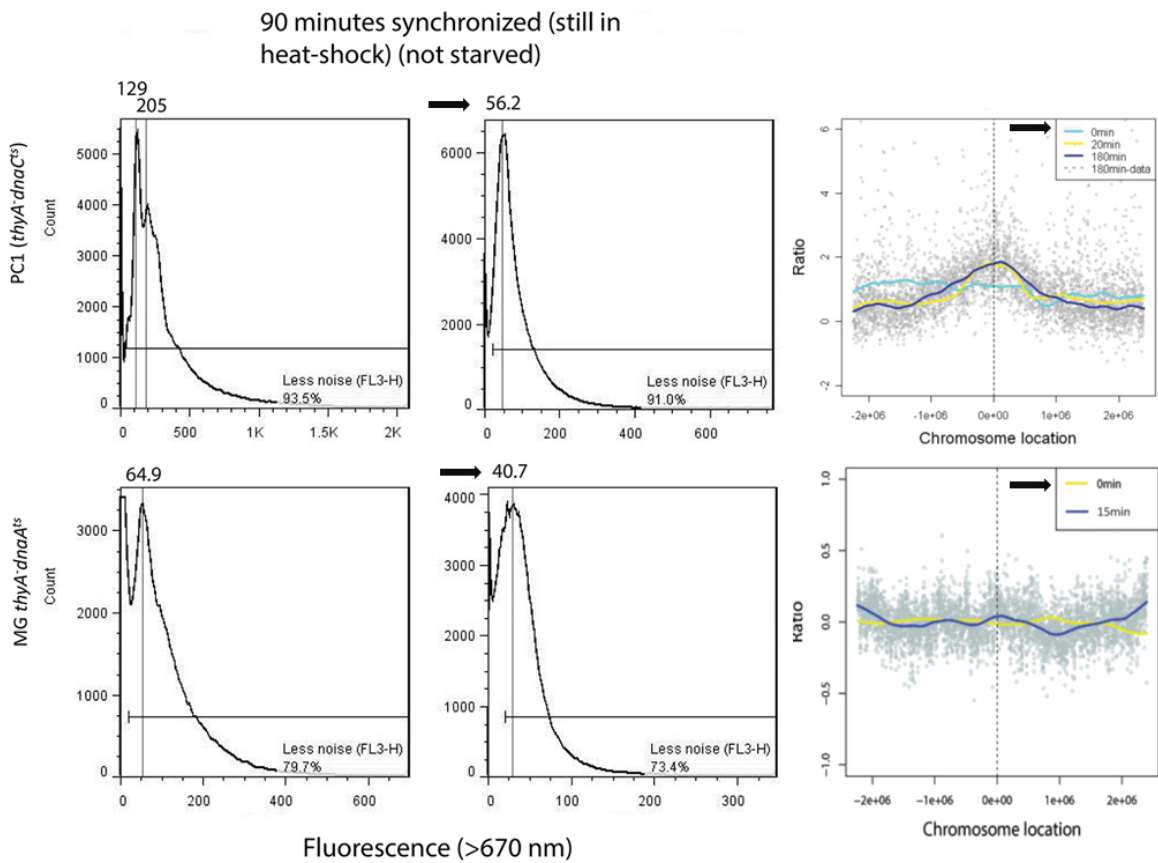 90 minutes synchronized (still in
heat-shock) (not starved)
129
205
56.2
PC1 (thyA-dnaCts)
Count
5000
4000
3000
2000
1000
0
0 500 1K 1.5K 2K
Less noise (FL3-H)
93.5%
6000
4000
2000
0
0 200 400 600
Less noise (FL3-H)
91.0%
Ratio
6
4
2
0
-2
0min
20min
180min
180min-data
-2e+06 -1e+06 0e+00 1e+06 2e+06
Chromosome location
64.9
40.7
MG thyA-dnaAts
Count
3000
2000
1000
0
0 200 400 600
Less noise (FL3-H)
79.7%
4000
3000
2000
1000
0
0 100 200 300
Less noise (FL3-H)
73.4%
Ratio
1.0
0.5
0.0
-0.5
-1.0
0min
15min
-2e+06 -1e+06 0e+00 1e+06 2e+06
Chromosome location
Fluorescence (>670 nm)